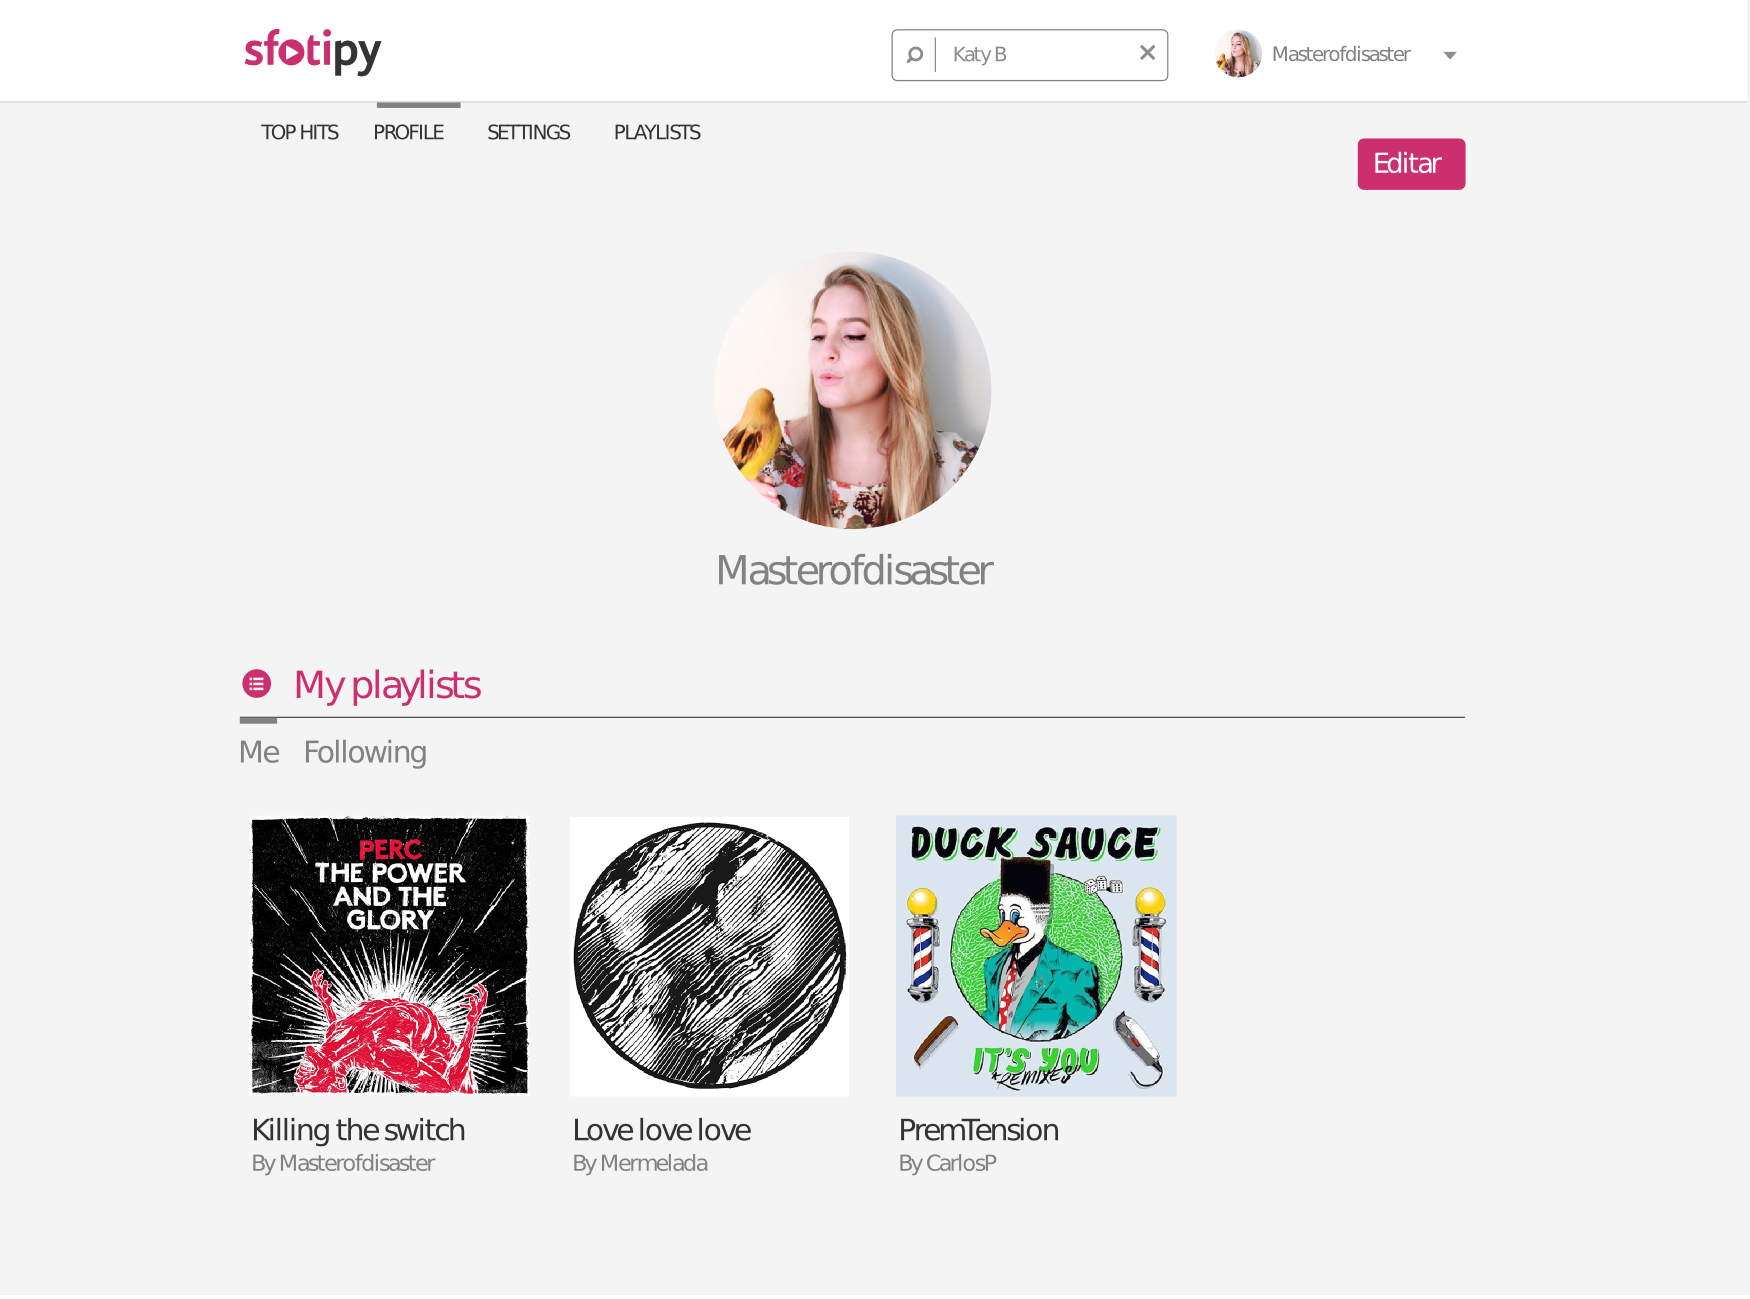 sfotipy
Katy B
Masterofdisaster
TOP HITS PROFILE SETTINGS PLAYLISTS
Editar
Masterofdisaster
My playlists
Me Following
PERC
THE POWER
AND THE
GLORY
DUCK SAUCE
IT'S YOU
*REMIXES
Killing the switch
By Masterofdisaster
Love love love
By Mermelada
PremTension
By CarlosP